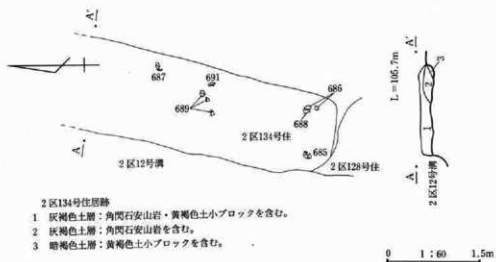 A
A'
687
691
689
686
688
2区134号住
685
2区12号溝
2区128号住
A
A'
L=105.7m
3
2
1
A
2区12号溝
2区134号住居跡
1 灰褐色土層：角閃石安山岩・黄褐色土小ブロックを含む。
2 灰褐色土層：角閃石安山岩を含む。
3 暗褐色土層：黄褐色土小ブロックを含む。
0 1:60 1.5m